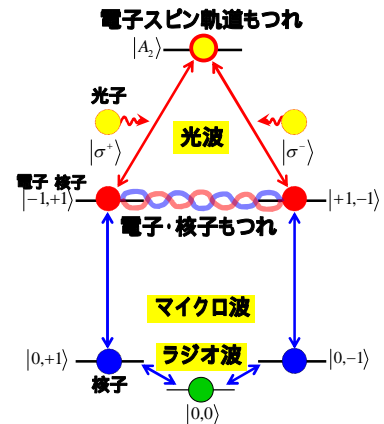 電子スピン軌道もつれ
|A₂⟩
光子
|σ⁺⟩
光波
|σ⁻⟩
電子 核子
|−1,+1⟩
|+1,−1⟩
電子・核子もつれ
マイクロ波
|0,+1⟩
ラジオ波
|0,−1⟩
核子
|0,0⟩